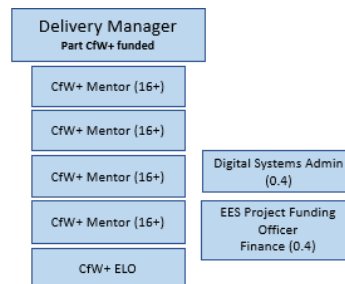 Delivery Manager
Part CfW+ funded
CfW+ Mentor (16+)
CfW+ Mentor (16+)
CfW+ Mentor (16+)
CfW+ Mentor (16+)
CfW+ ELO
Digital Systems Admin
(0.4)
EES Project Funding
Officer
Finance (0.4)